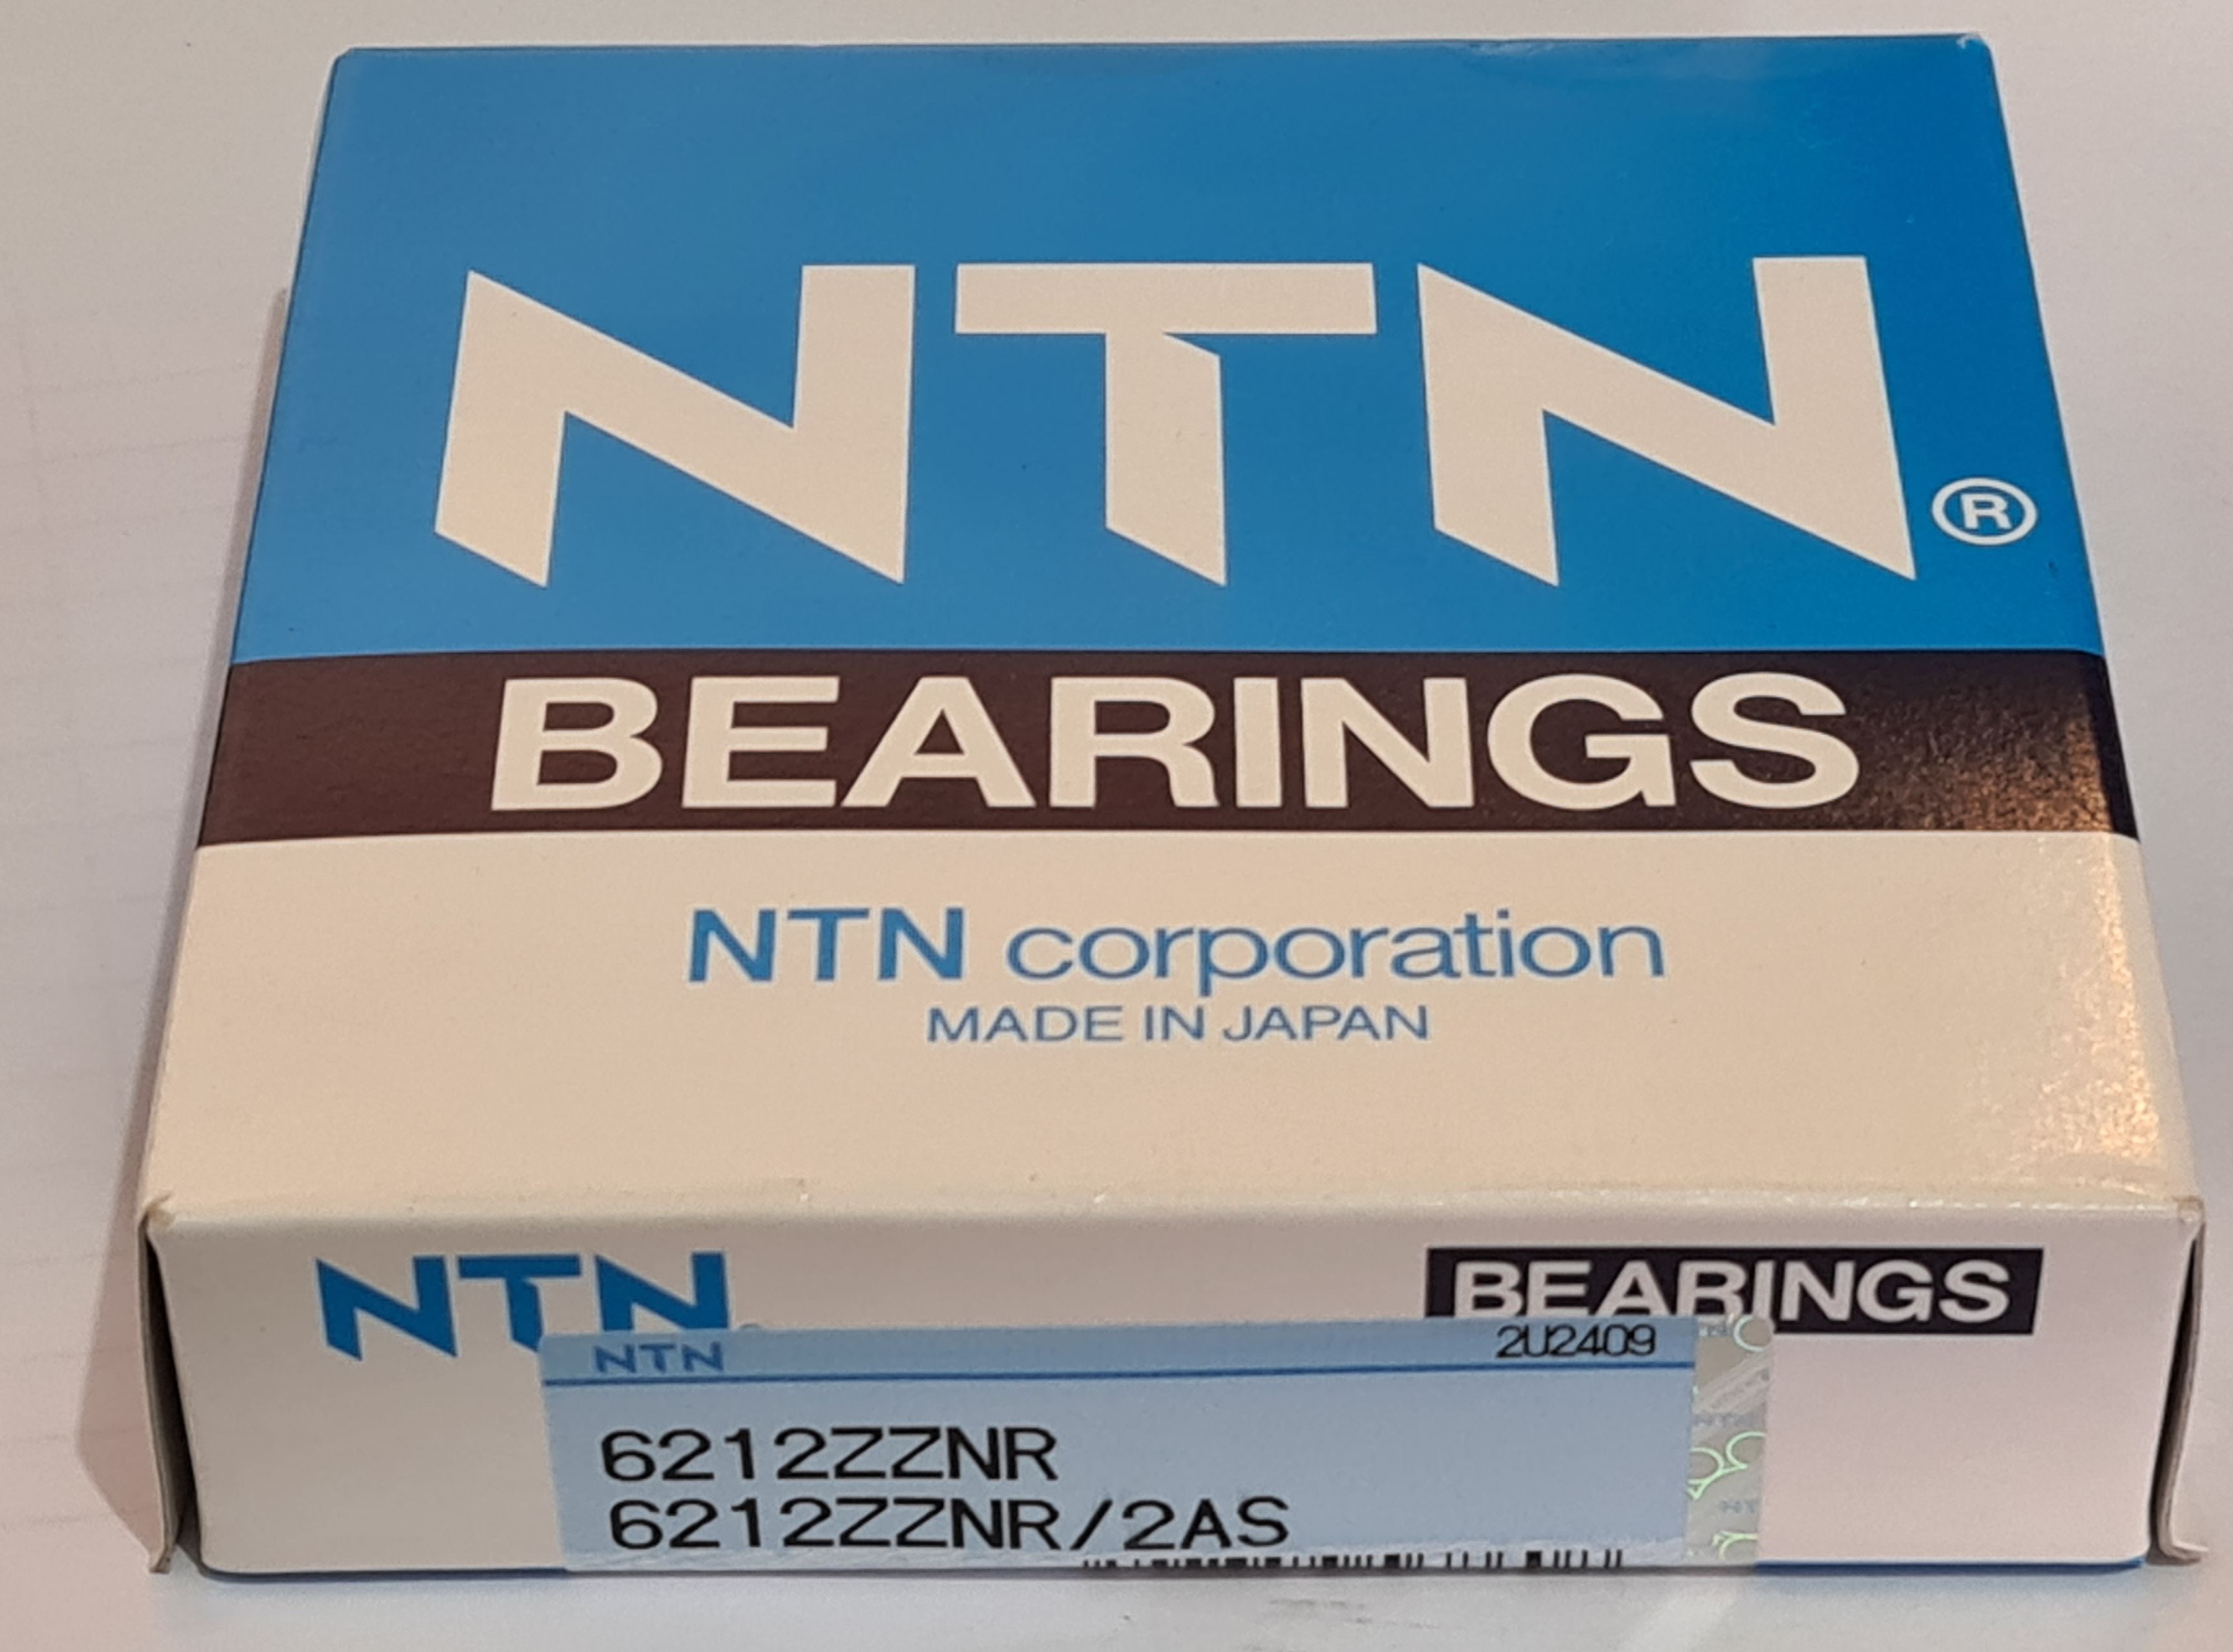 NTN®
BEARINGS
NTN corporation
MADE IN JAPAN
NTN
BEARINGS
NTN
2U2409
6212ZZNR
6212ZZNR/2AS